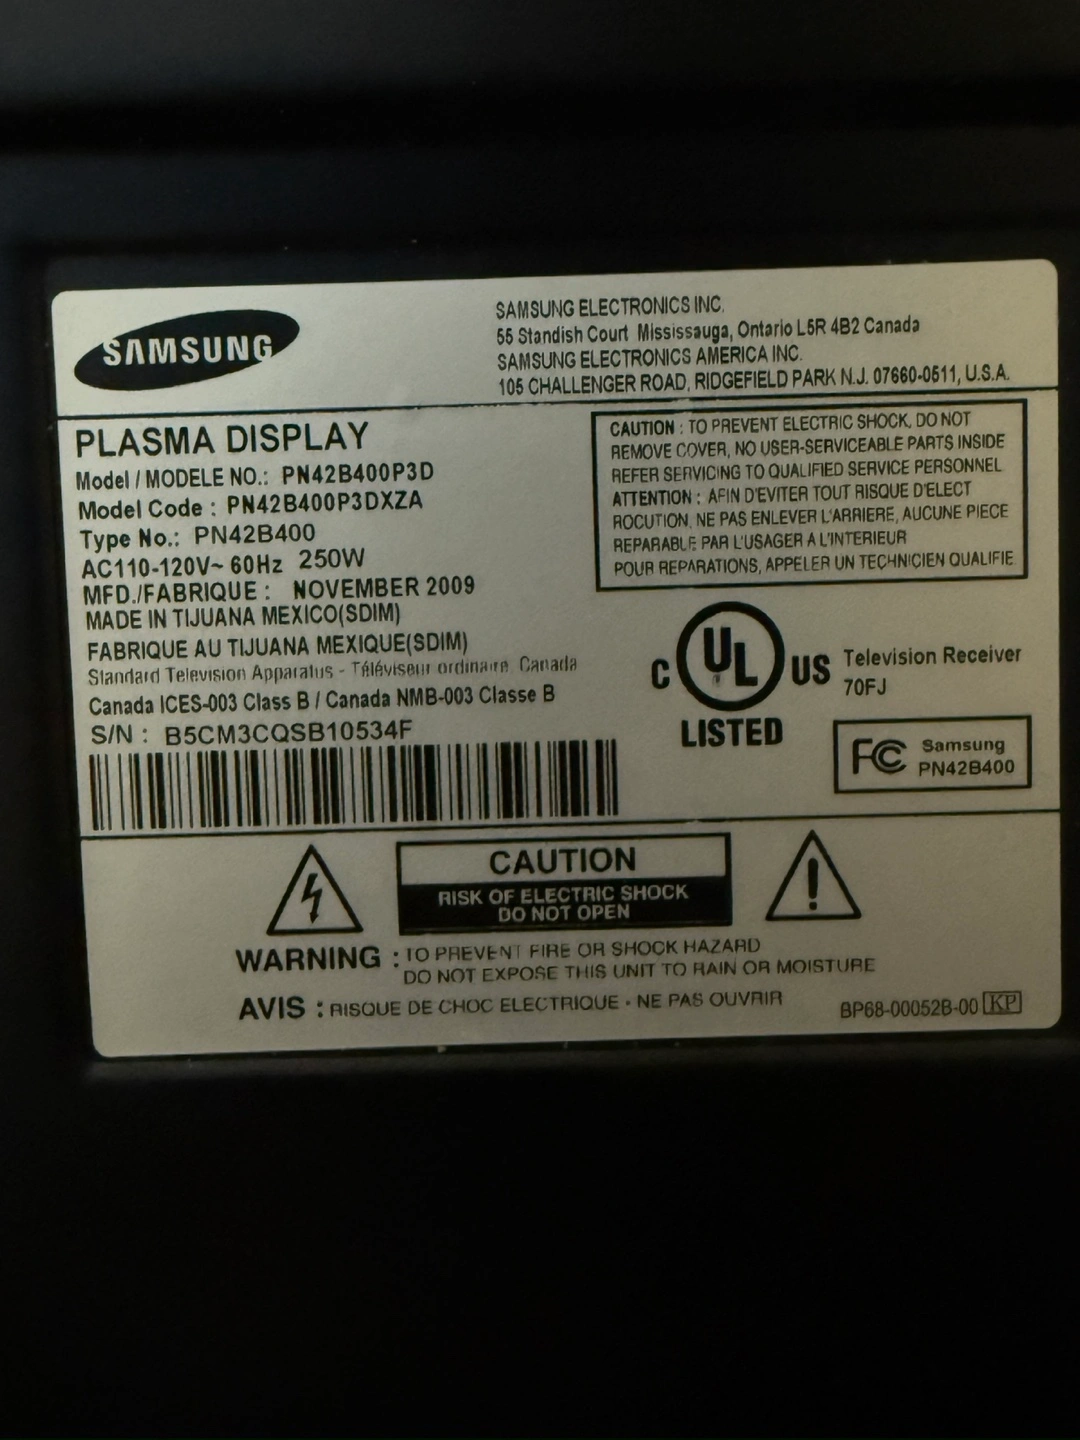 SAMSUNG
SAMSUNG ELECTRONICS INC.
55 Standish Court Mississauga, Ontario L5R 4B2 Canada
SAMSUNG ELECTRONICS AMERICA INC.
105 CHALLENGER ROAD, RIDGEFIELD PARK N.J. 07660-0511, U.S.A.
PLASMA DISPLAY
Model / MODELE NO.: PN42B400P3D
Model Code : PN42B400P3DXZA
Type No.: PN42B400
AC110-120V~ 60Hz 250W
MFD./FABRIQUE : NOVEMBER 2009
MADE IN TIJUANA MEXICO(SDIM)
FABRIQUE AU TIJUANA MEXIQUE(SDIM)
Standard Television Apparatus - Téléviseur ordinaire, Canada
Canada ICES-003 Class B / Canada NMB-003 Classe B
S/N : B5CM3CQSB10534F
CAUTION : TO PREVENT ELECTRIC SHOCK, DO NOT
REMOVE COVER, NO USER-SERVICEABLE PARTS INSIDE
REFER SERVICING TO QUALIFIED SERVICE PERSONNEL
ATTENTION : AFIN D'EVITER TOUT RISQUE D'ELECT
ROCUTION, NE PAS ENLEVER L'ARRIERE, AUCUNE PIECE
REPARABLE PAR L'USAGER A L'INTERIEUR
POUR REPARATIONS, APPELER UN TECHNICIEN QUALIFIE
C UL US
LISTED
Television Receiver
70FJ
FC Samsung
PN42B400
CAUTION
RISK OF ELECTRIC SHOCK
DO NOT OPEN
WARNING : TO PREVENT FIRE OR SHOCK HAZARD
DO NOT EXPOSE THIS UNIT TO RAIN OR MOISTURE
AVIS : RISQUE DE CHOC ELECTRIQUE - NE PAS OUVRIR
BP68-00052B-00 KP